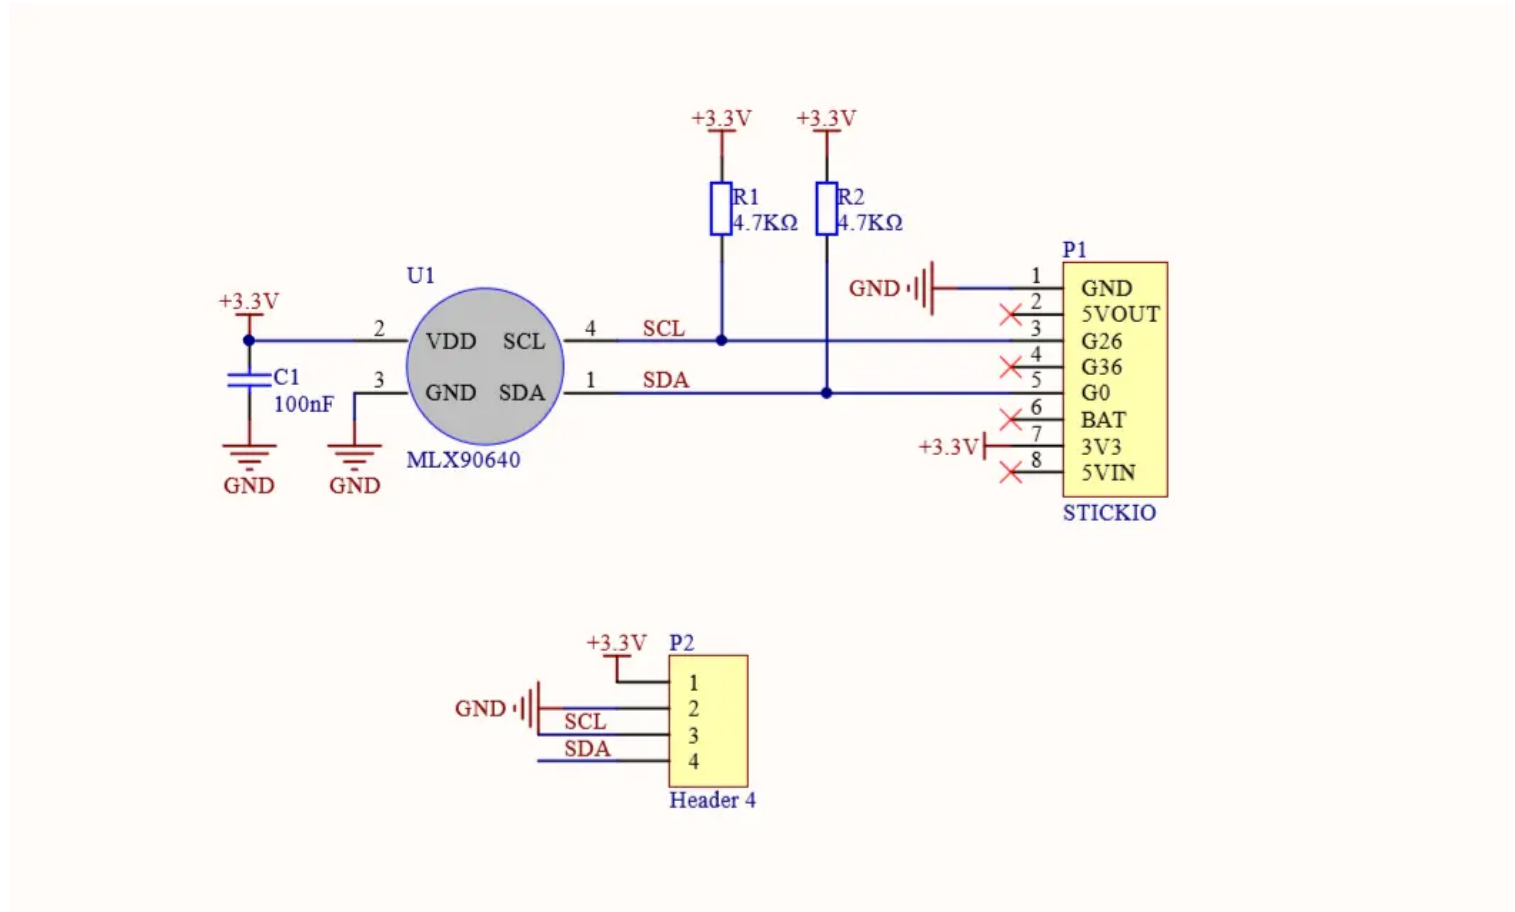 +3.3V +3.3V
R1 R2
4.7KΩ 4.7KΩ
P1
U1
+3.3V
2 VDD SCL 4 SCL
3 GND SDA 1 SDA
C1
100nF
GND GND
MLX90640
GND 1 GND
2 5VOUT
3 G26
4 G36
5 G0
6 BAT
+3.3V 7 3V3
8 5VIN
STICKIO
+3.3V P2
1
GND 2
SCL 3
SDA 4
Header 4